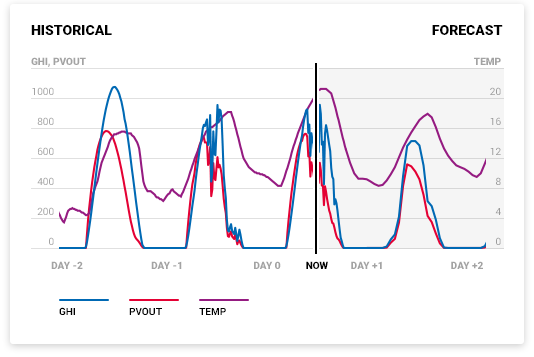 HISTORICAL FORECAST
GHI, PVOUT TEMP
1000 20
800 16
600 12
400 8
200 4
0 0
DAY -2 DAY -1 DAY 0 NOW DAY +1 DAY +2
GHI PVOUT TEMP